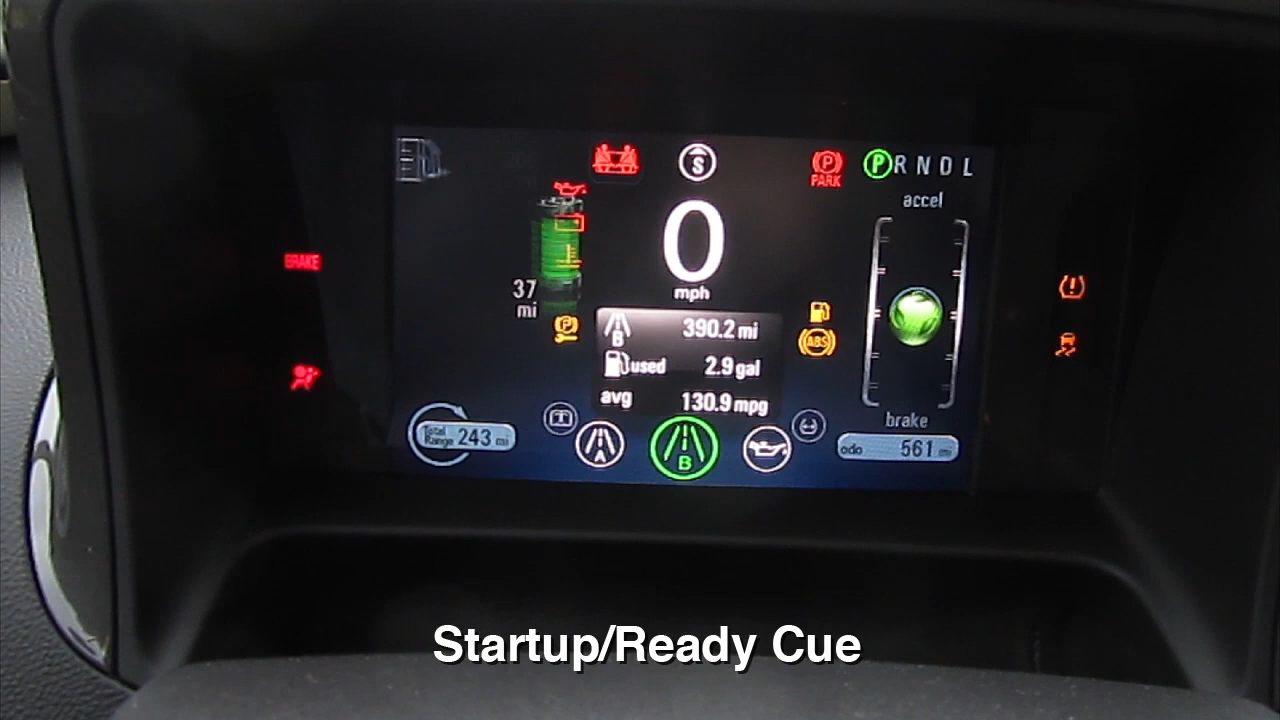 S
P
PARK
P R N D L
accel
0
mph
BRAKE
37
mi
P
ABS
B
390.2 mi
used
2.9 gal
avg
130.9 mpg
brake
Total
Range
243 mi
A
B
odo
561 mi
Startup/Ready Cue